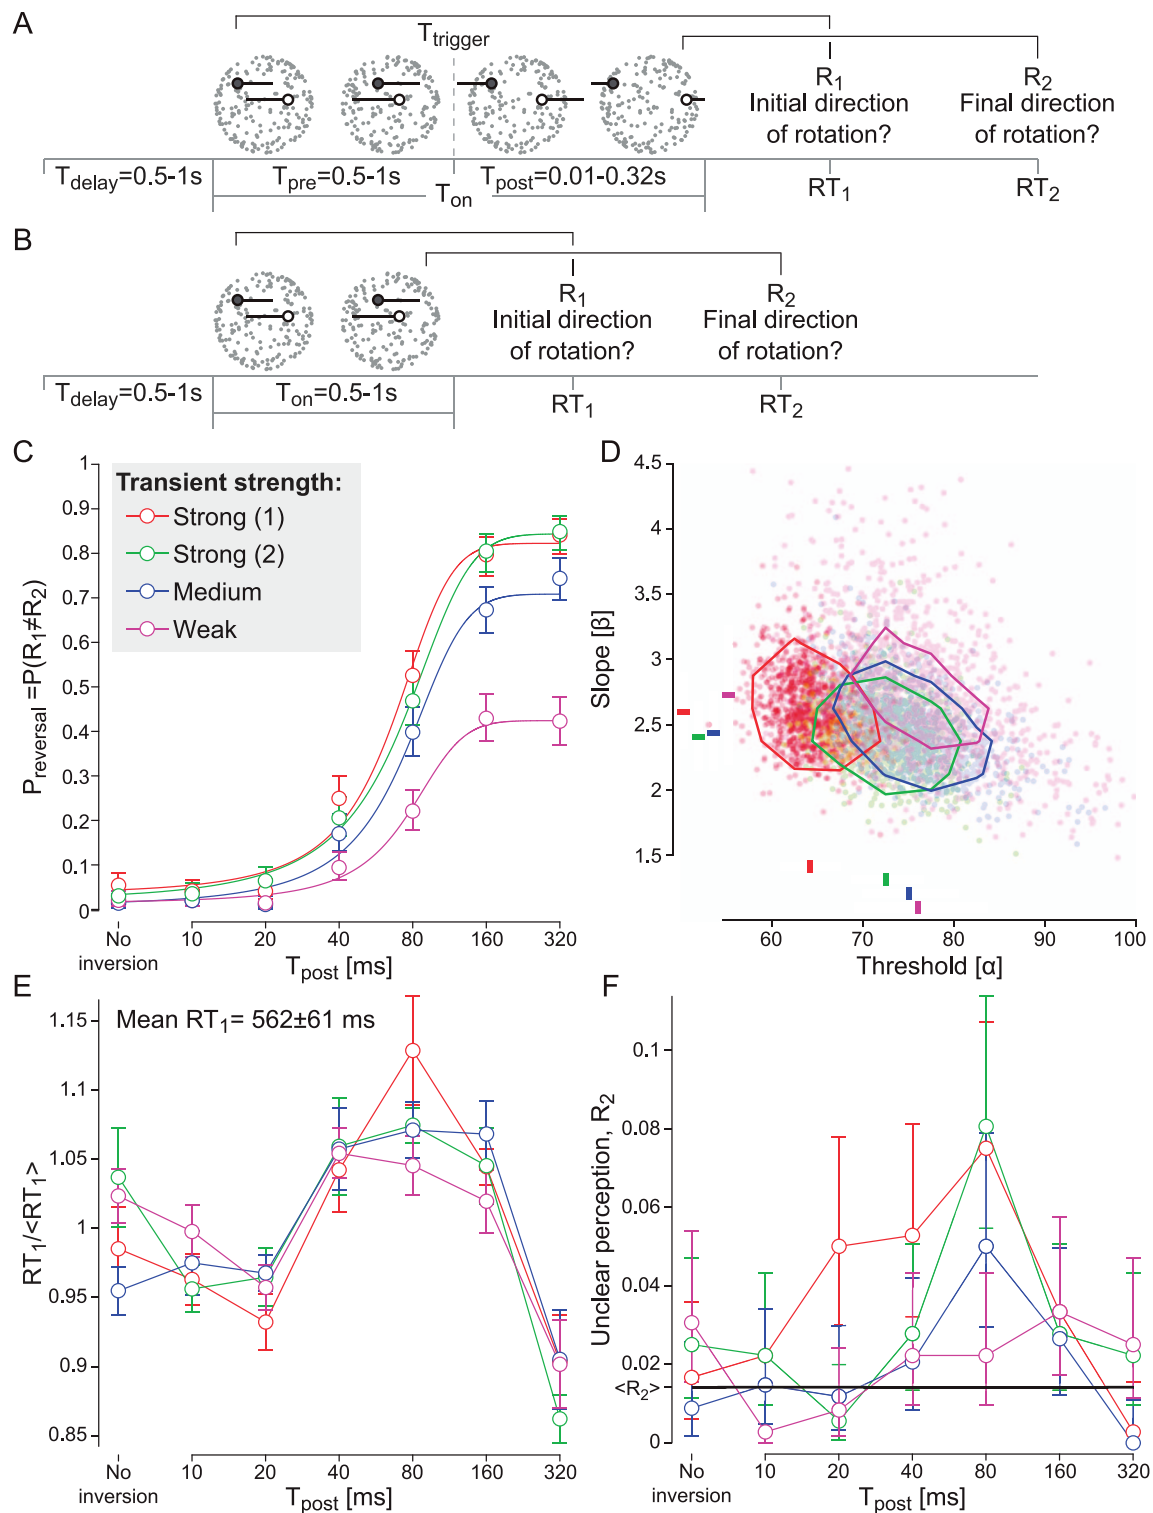 A
T_trigger
R_1
Initial direction
of rotation?
R_2
Final direction
of rotation?
T_delay=0.5-1s
T_pre=0.5-1s
T_post=0.01-0.32s
T_on
RT_1
RT_2
B
R_1
Initial direction
of rotation?
R_2
Final direction
of rotation?
T_delay=0.5-1s
T_on=0.5-1s
RT_1
RT_2
C
Transient strength:
Strong (1)
Strong (2)
Medium
Weak
P_reversal =P(R_1≠R_2)
1
0.9
0.8
0.7
0.6
0.5
0.4
0.3
0.2
0.1
0
No
inversion
10
20
40
80
160
320
T_post [ms]
D
Slope [β]
4.5
4
3.5
3
2.5
2
1.5
60
70
80
90
100
Threshold [α]
E
Mean RT_1= 562±61 ms
RT_1/<RT_1>
1.15
1.1
1.05
1
0.95
0.9
0.85
No
inversion
10
20
40
80
160
320
T_post [ms]
F
Unclear perception, R_2
0.1
0.08
0.06
0.04
0.02
<R_2>
0
No
inversion
10
20
40
80
160
320
T_post [ms]